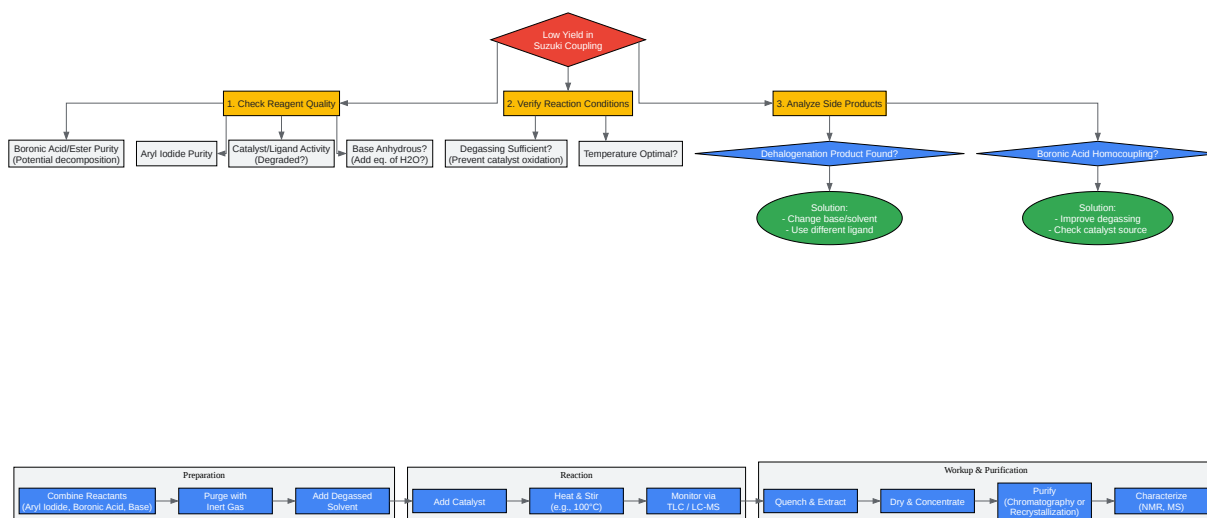 Low Yield in
Suzuki Coupling
1. Check Reagent Quality
2. Verify Reaction Conditions
3. Analyze Side Products
Boronic Acid/Ester Purity
(Potential decomposition)
Aryl Iodide Purity
Catalyst/Ligand Activity
(Degraded?)
Base Anhydrous?
(Add eq. of H2O?)
Degassing Sufficient?
(Prevent catalyst oxidation)
Temperature Optimal?
Dehalogenation Product Found?
Boronic Acid Homocoupling?
Solution:
- Change base/solvent
- Use different ligand
Solution:
- Improve degassing
- Check catalyst source
Preparation
Combine Reactants
(Aryl Iodide, Boronic Acid, Base)
Purge with
Inert Gas
Add Degassed
Solvent
Reaction
Add Catalyst
Heat & Stir
(e.g., 100°C)
Monitor via
TLC / LC-MS
Workup & Purification
Quench & Extract
Dry & Concentrate
Purify
(Chromatography or
Recrystallization)
Characterize
(NMR, MS)